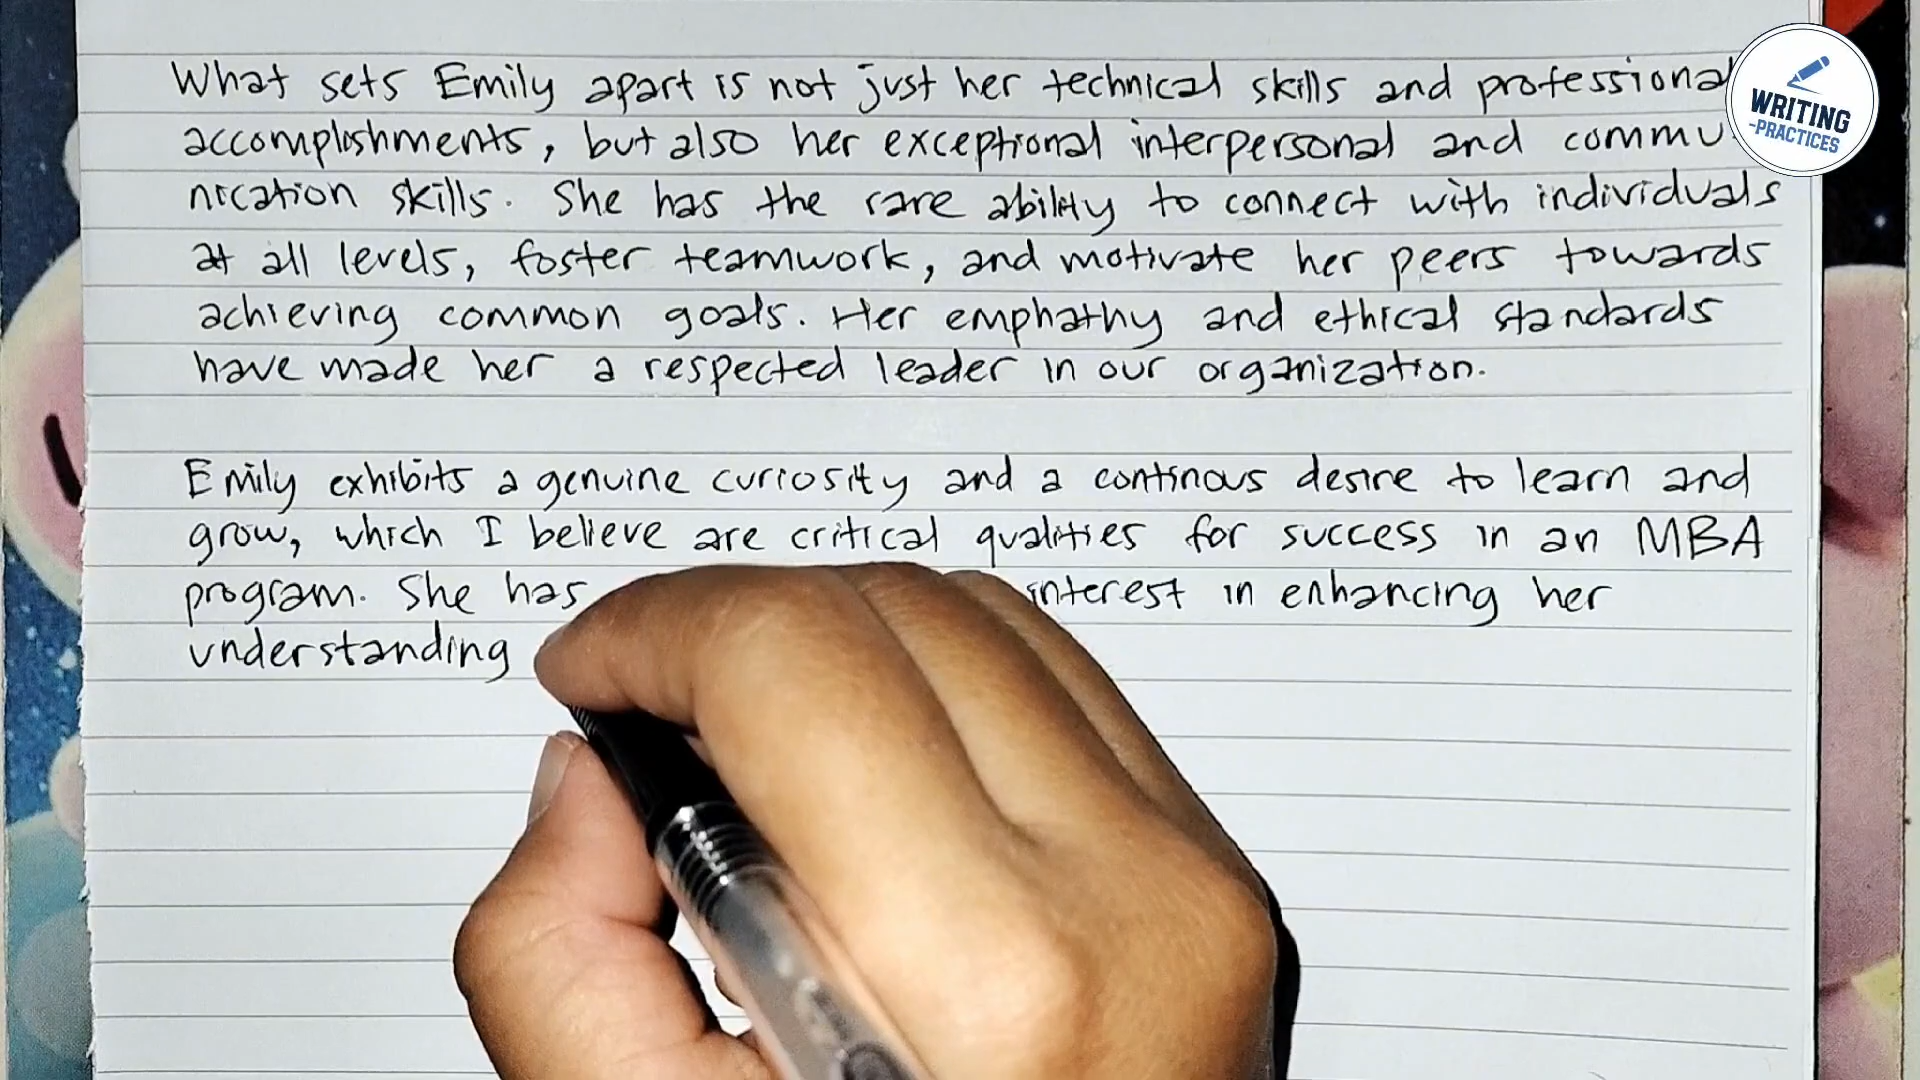 What sets Emily apart is not just her technical skills and professional
accomplishments, but also her exceptional interpersonal and commu-
nication skills. She has the rare ability to connect with individuals
at all levels, foster teamwork, and motivate her peers towards
achieving common goals. Her emphathy and ethical standards
have made her a respected leader in our organization.
Emily exhibits a genuine curiosity and a continous desire to learn and
grow, which I believe are critical qualities for success in an MBA
program. She has interest in enhancing her
understanding
WRITING
-PRACTICES